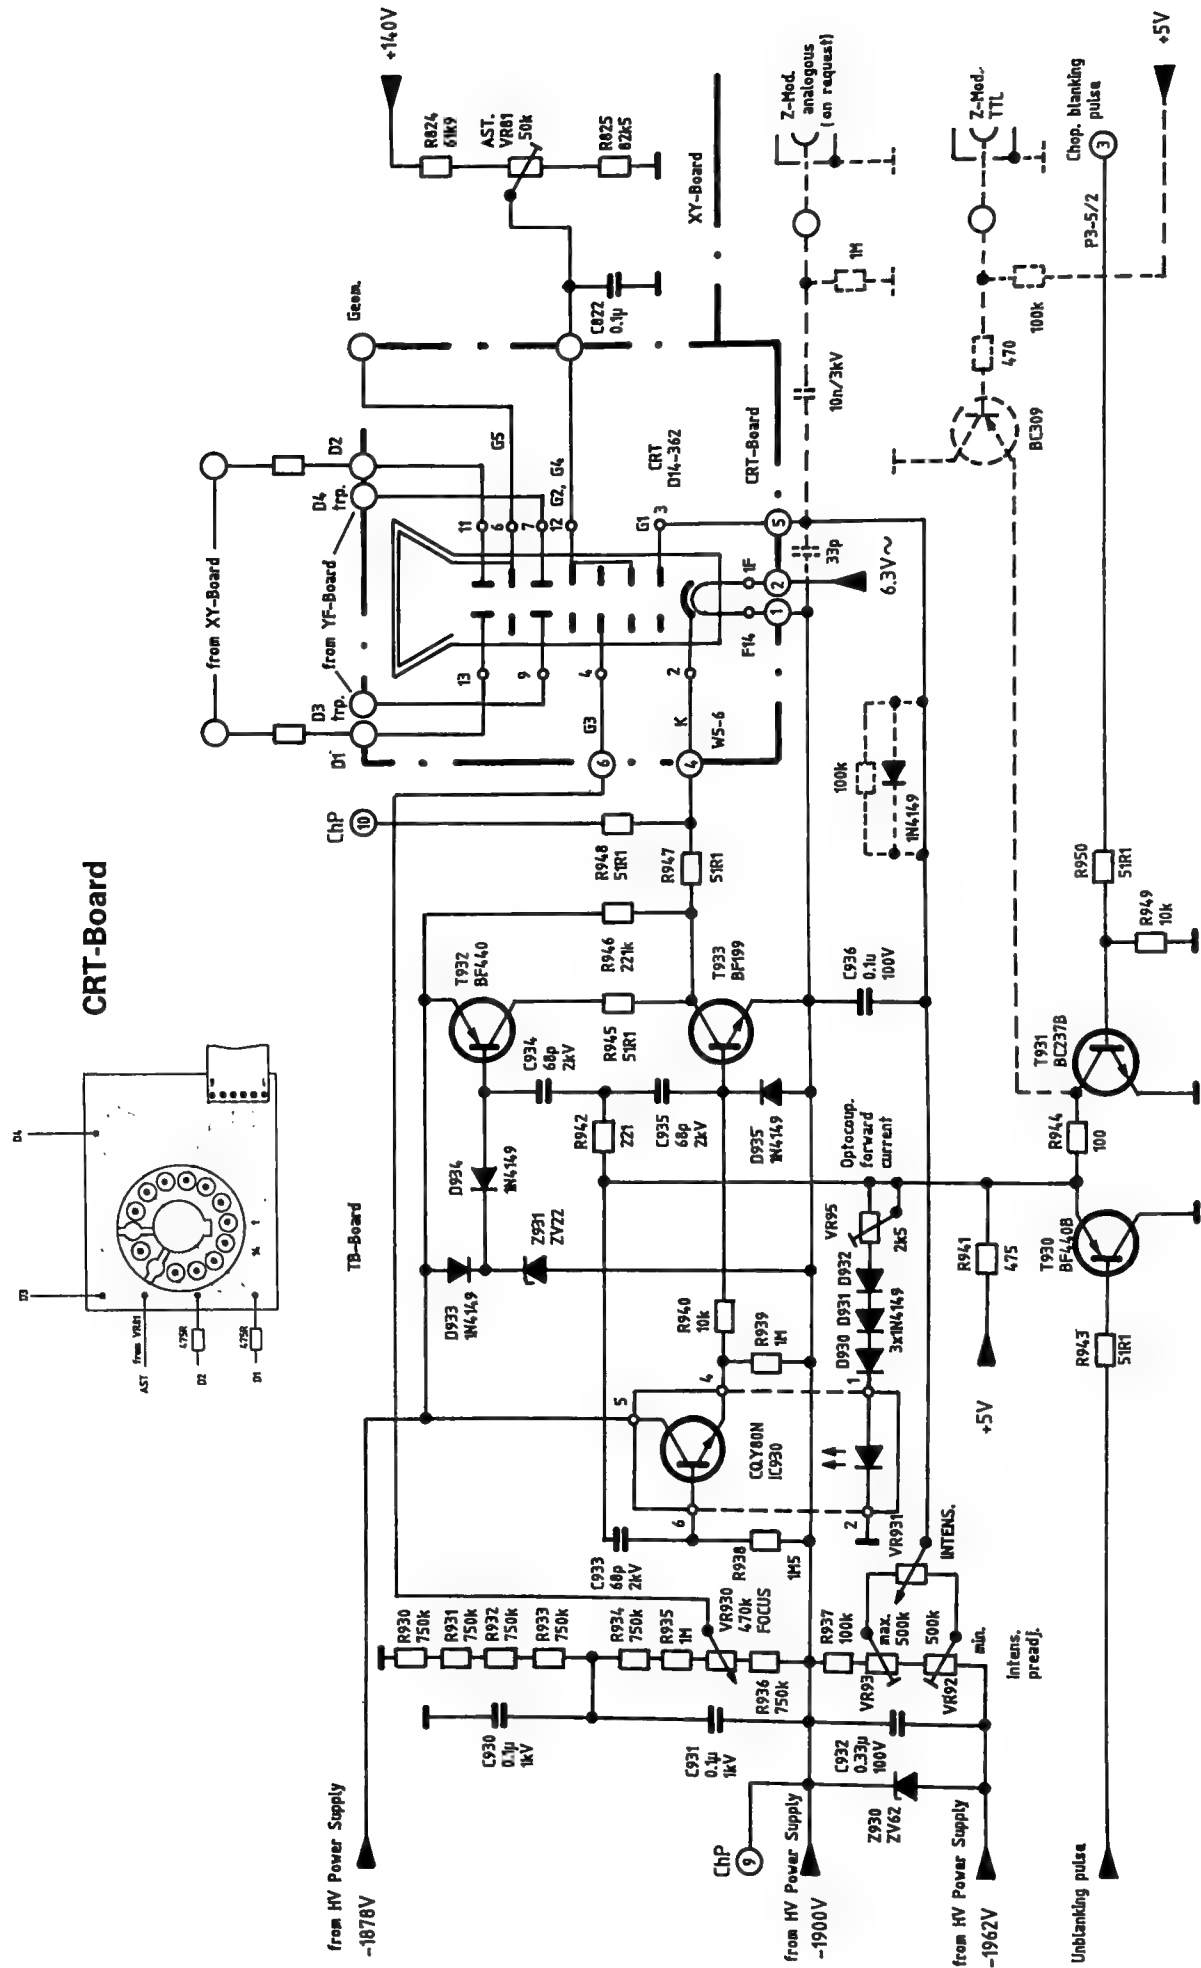 CRT-Board
D4
D3
AST
from VR81
D2
475R
D1
475R
14
1
from XY-Board
from YF-Board
D1
D3
trp.
D4
trp.
D2
Geom.
+140V
R824
61k9
AST.
VR81
50k
R825
82k5
C822
0.1µ
XY-Board
ChP
10
G5
G2, G4
G3
K
G1
13
11
6
9
7
12
4
2
3
6
4
W5-6
CRT
D14-362
CRT-Board
F14
1F
1
2
5
33p
6.3V~
10n/3kV
1M
Z-Mod.
analogous
(on request)
Z-Mod.
TTL
470
100k
BC309
Chop. blanking
pulse
3
P3-5/2
+5V
TB-Board
T932
BF440
R948
51R1
R947
51R1
R946
221k
R945
51R1
T933
BF199
C936
0.1u
100V
100k
1N4149
C934
68p
2kV
R942
221
C935
68p
2kV
D935
1N4149
D934
1N4149
D933
1N4149
Z931
ZV22
R940
10k
R939
1M
Optocoup.
forward
current
VR95
2k5
D930
D931
D932
3x1N4149
5
4
6
1
2
CQY80N
IC930
C933
68p
2kV
R938
1M5
VR931
INTENS.
R941
475
+5V
R943
51R1
T930
BF440B
R944
100
T931
BC237B
R950
51R1
R949
10k
R930
750k
R931
750k
R932
750k
R933
750k
R934
750k
R935
1M
VR930
470k
FOCUS
R936
750k
R937
100k
max.
500k
VR93
500k
VR92
min.
Intens.
preadj.
C930
0.1µ
1kV
C931
0.1µ
1kV
C932
0.33µ
100V
Z930
ZV62
ChP
9
from HV Power Supply
-1878V
from HV Power Supply
-1900V
from HV Power Supply
-1962V
Unblanking pulse